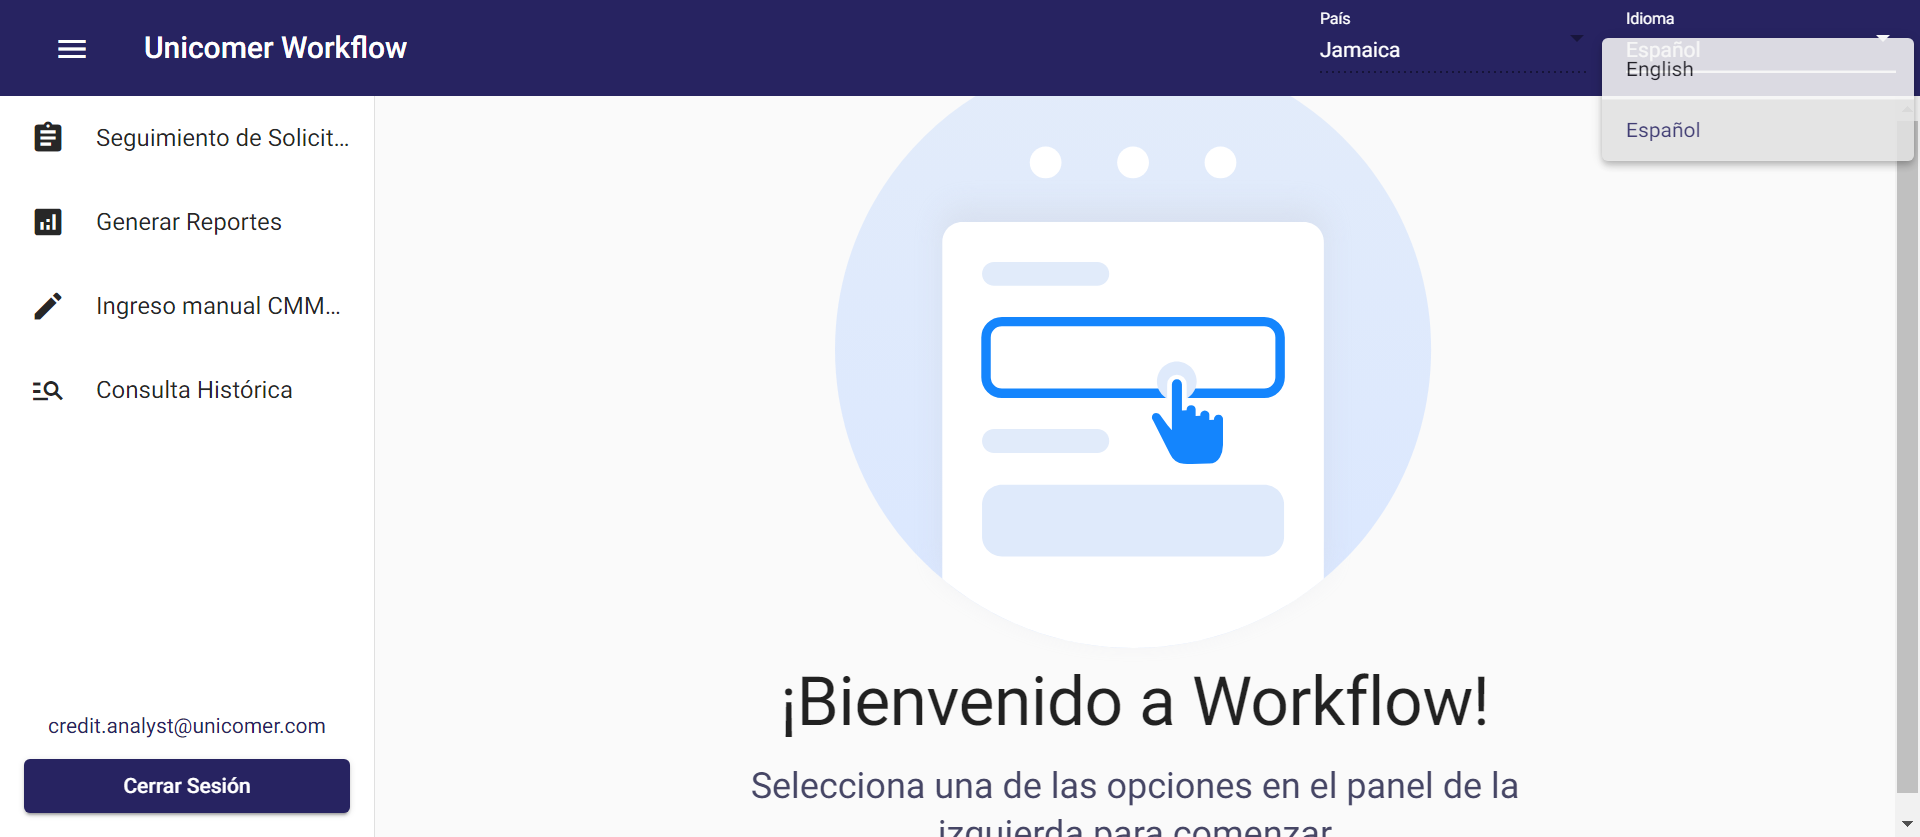 Unicomer Workflow
País
Jamaica
Idioma
Español
English
Español
Seguimiento de Solicit...
Generar Reportes
Ingreso manual CMM...
Consulta Histórica
¡Bienvenido a Workflow!
Selecciona una de las opciones en el panel de la
izquierda para comenzar
credit.analyst@unicomer.com
Cerrar Sesión